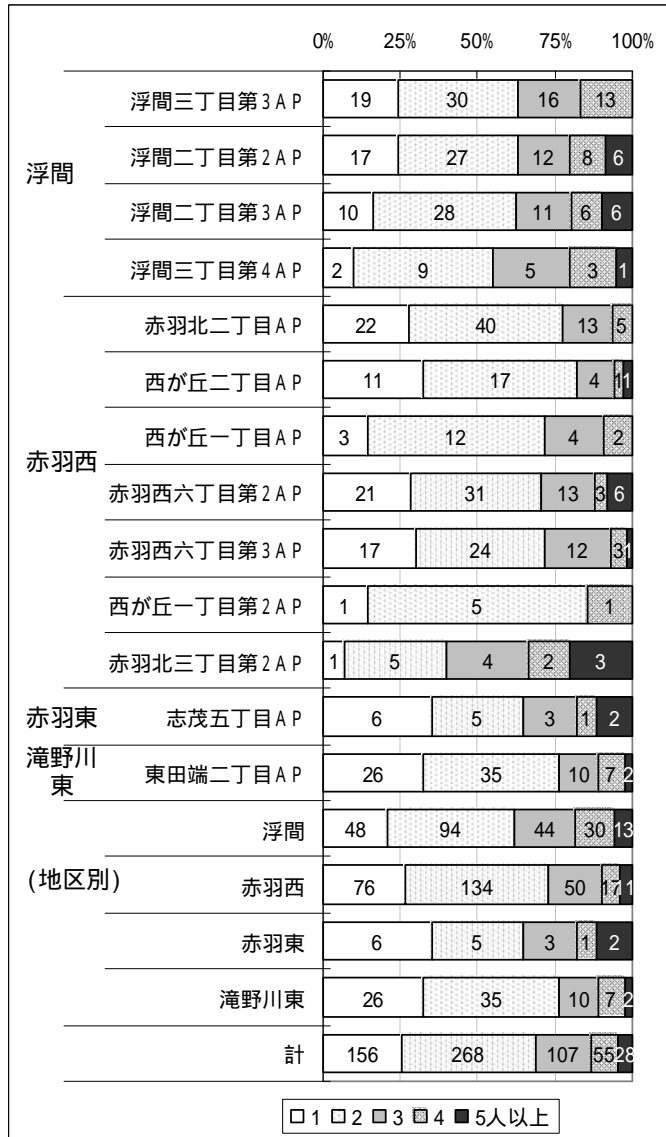 0% 25% 50% 75% 100%
浮間
浮間三丁目第3AP 19 30 16 13
浮間二丁目第2AP 17 27 12 8 6
浮間二丁目第3AP 10 28 11 6 6
浮間三丁目第4AP 2 9 5 3 1
赤羽西
赤羽北二丁目AP 22 40 13 5
西が丘二丁目AP 11 17 4 1 1
西が丘一丁目AP 3 12 4 2
赤羽西六丁目第2AP 21 31 13 3 6
赤羽西六丁目第3AP 17 24 12 3 1
西が丘一丁目第2AP 1 5 1
赤羽北三丁目第2AP 1 5 4 2 3
赤羽東 志茂五丁目AP 6 5 3 1 2
滝野川
東
東田端二丁目AP 26 35 10 7 2
(地区別)
浮間 48 94 44 30 13
赤羽西 76 134 50 17 11
赤羽東 6 5 3 1 2
滝野川東 26 35 10 7 2
計 156 268 107 55 28
1 2 3 4 5人以上